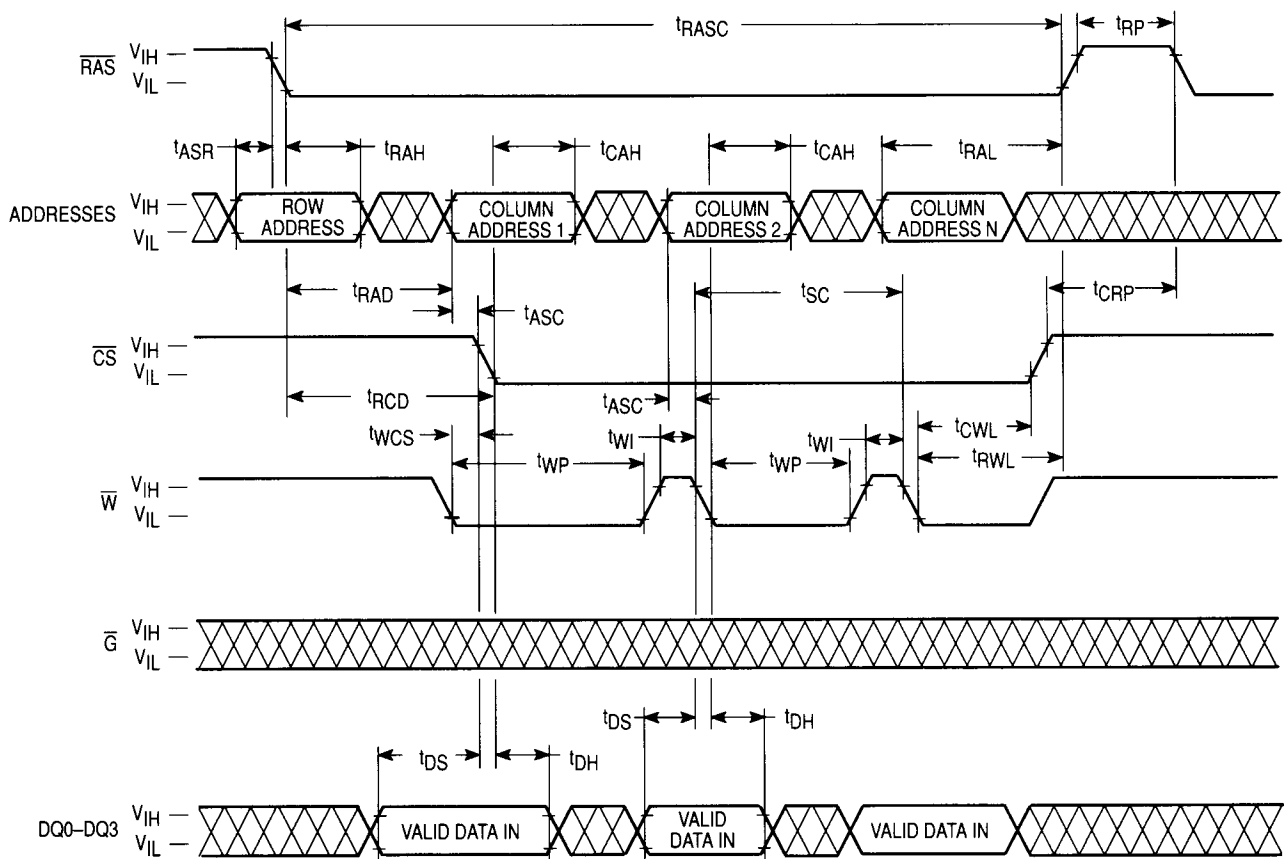 tRASC
tRP
RAS
VIH
VIL
tASR
tRAH
tCAH
tCAH
tRAL
ADDRESSES
VIH
VIL
ROW
ADDRESS
COLUMN
ADDRESS 1
COLUMN
ADDRESS 2
COLUMN
ADDRESS N
tRAD
tASC
tSC
tCRP
CS
VIH
VIL
tRCD
tASC
tWCS
tWP
tWI
tWP
tWI
tCWL
tRWL
W
VIH
VIL
G
VIH
VIL
tDS
tDH
tDS
tDH
DQ0–DQ3
VIH
VIL
VALID DATA IN
VALID
DATA IN
VALID DATA IN